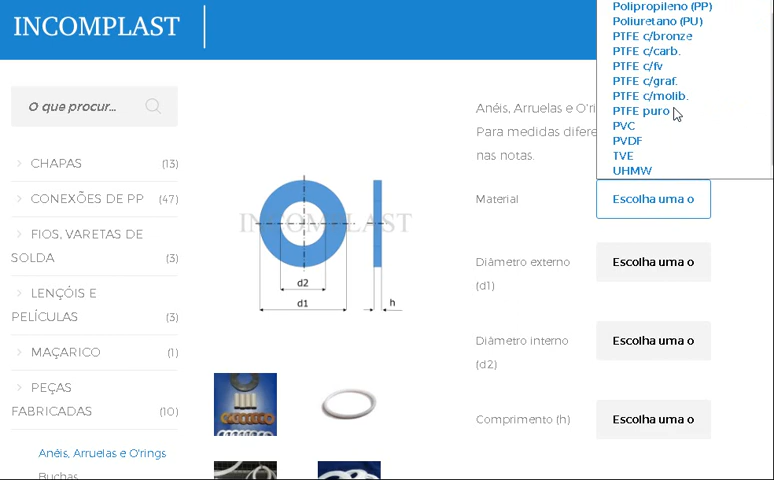 INCOMPLAST
Polipropileno (PP)
Poliuretano (PU)
PTFE c/bronze
PTFE c/carb.
PTFE c/fv
PTFE c/graf.
PTFE c/molib.
PTFE puro
PVC
PVDF
TVE
UHMW
O que procur...
CHAPAS (13)
CONEXÕES DE PP (47)
FIOS, VARETAS DE
SOLDA (3)
LENÇÓIS E
PELÍCULAS (3)
MAÇARICO (1)
PEÇAS
FABRICADAS (10)
Anéis, Arruelas e O'rings
Buchas
INCOMPLAST
d2
d1
h
Anéis, Arruelas e O'ri
Para medidas difere
nas notas.
Material
Escolha uma o
Diâmetro externo
(d1)
Escolha uma o
Diâmetro interno
(d2)
Escolha uma o
Comprimento (h)
Escolha uma o